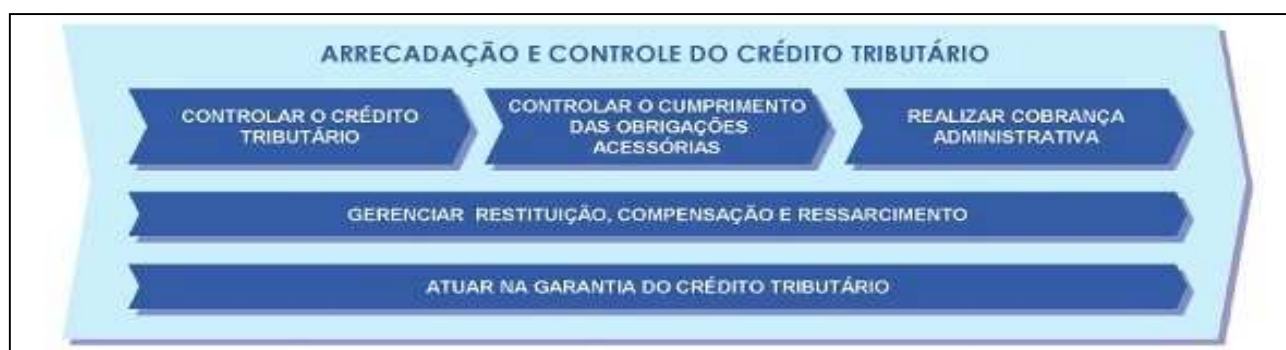 ARRECADAÇÃO E CONTROLE DO CRÉDITO TRIBUTÁRIO
CONTROLAR O CRÉDITO
TRIBUTÁRIO
CONTROLAR O CUMPRIMENTO
DAS OBRIGAÇÕES
ACESSÓRIAS
REALIZAR COBRANÇA
ADMINISTRATIVA
GERENCIAR RESTITUIÇÃO, COMPENSAÇÃO E RESSARCIMENTO
ATUAR NA GARANTIA DO CRÉDITO TRIBUTÁRIO